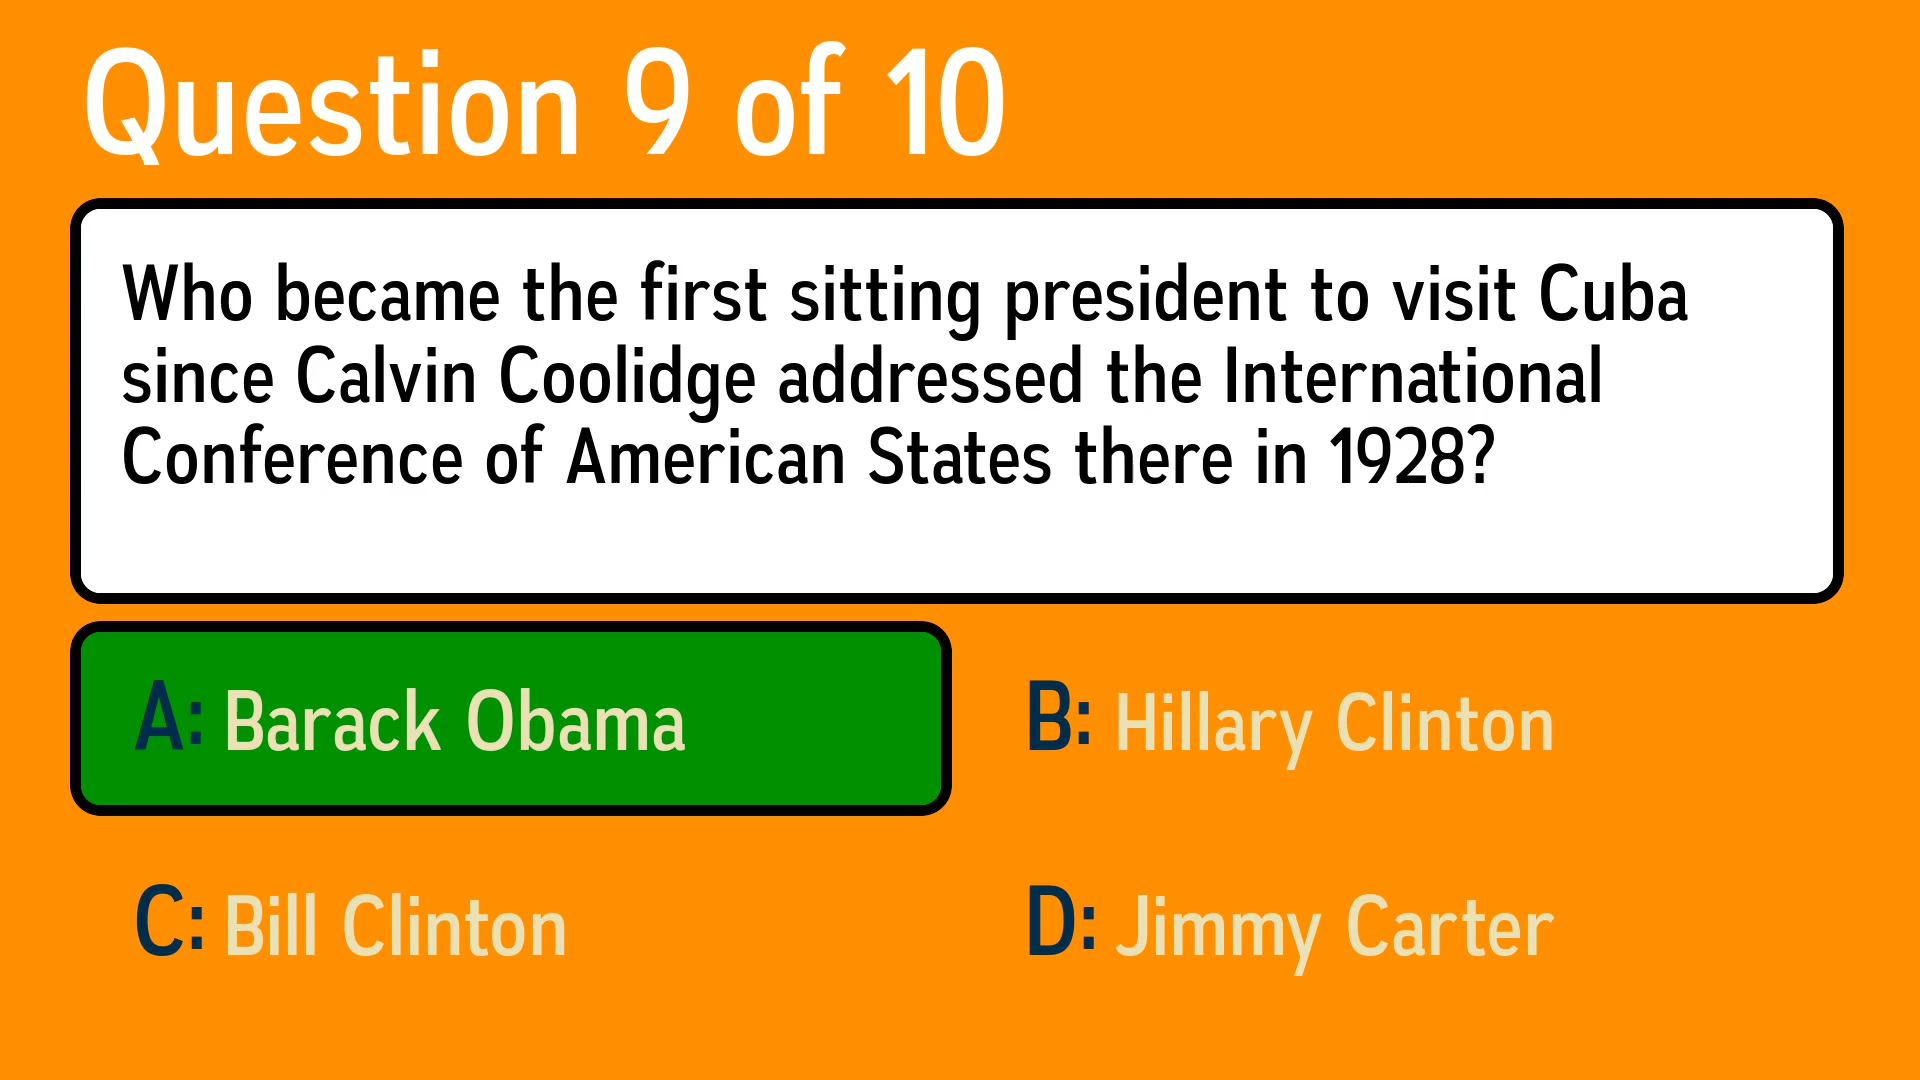 Question 9 of 10
Who became the first sitting president to visit Cuba
since Calvin Coolidge addressed the International
Conference of American States there in 1928?
A: Barack Obama
B: Hillary Clinton
C: Bill Clinton
D: Jimmy Carter